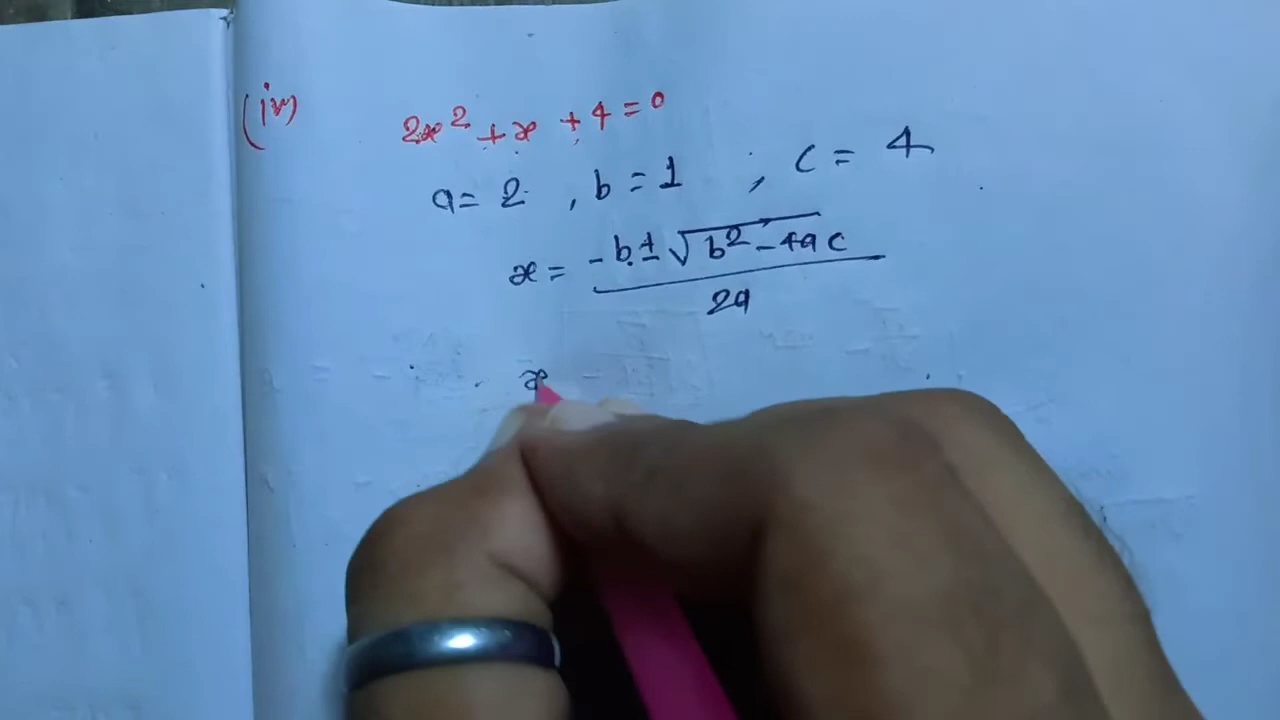 (iv) 2x² + x + 4 = 0
a = 2 , b = 1 ; c = 4
x = -b ± √b² - 4ac / 2a
x